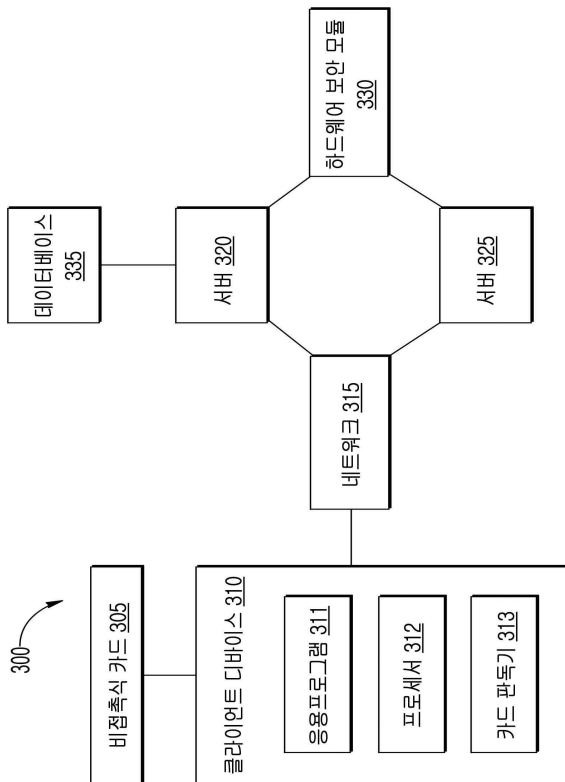 300
비접촉식 카드 305
클라이언트 디바이스 310
응용프로그램 311
프로세서 312
카드 판독기 313
네트워크 315
데이터베이스
335
서버 320
서버 325
하드웨어 보안 모듈
330